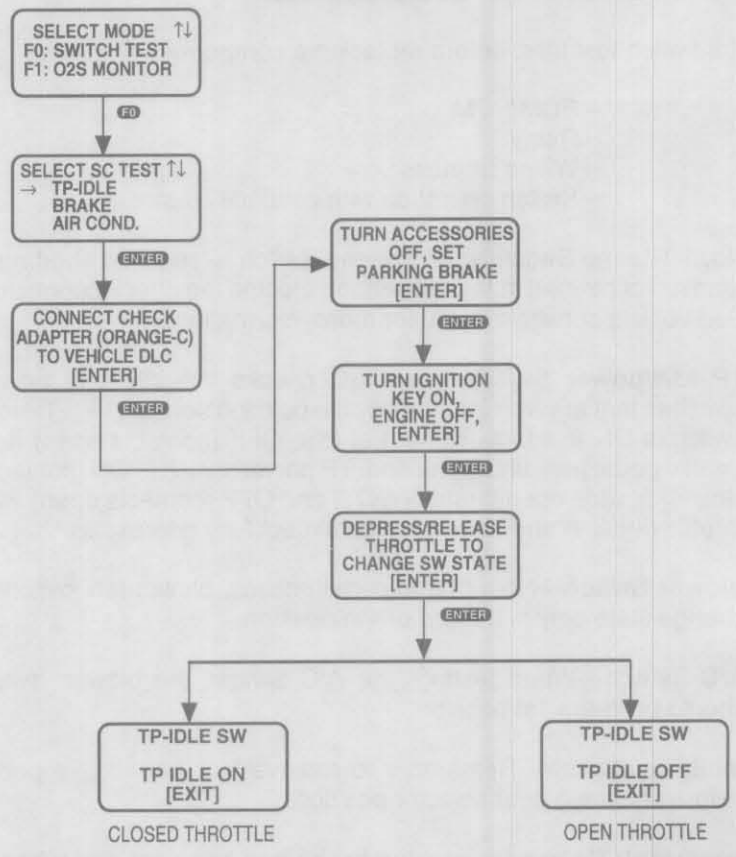 SELECT MODE ↑↓
F0: SWITCH TEST
F1: O2S MONITOR
F0
SELECT SC TEST ↑↓
→ TP-IDLE
BRAKE
AIR COND.
ENTER
CONNECT CHECK
ADAPTER (ORANGE-C)
TO VEHICLE DLC
[ENTER]
ENTER
TURN ACCESSORIES
OFF, SET
PARKING BRAKE
[ENTER]
ENTER
TURN IGNITION
KEY ON,
ENGINE OFF,
[ENTER]
ENTER
DEPRESS/RELEASE
THROTTLE TO
CHANGE SW STATE
[ENTER]
ENTER
TP-IDLE SW
TP IDLE ON
[EXIT]
CLOSED THROTTLE
TP-IDLE SW
TP IDLE OFF
[EXIT]
OPEN THROTTLE